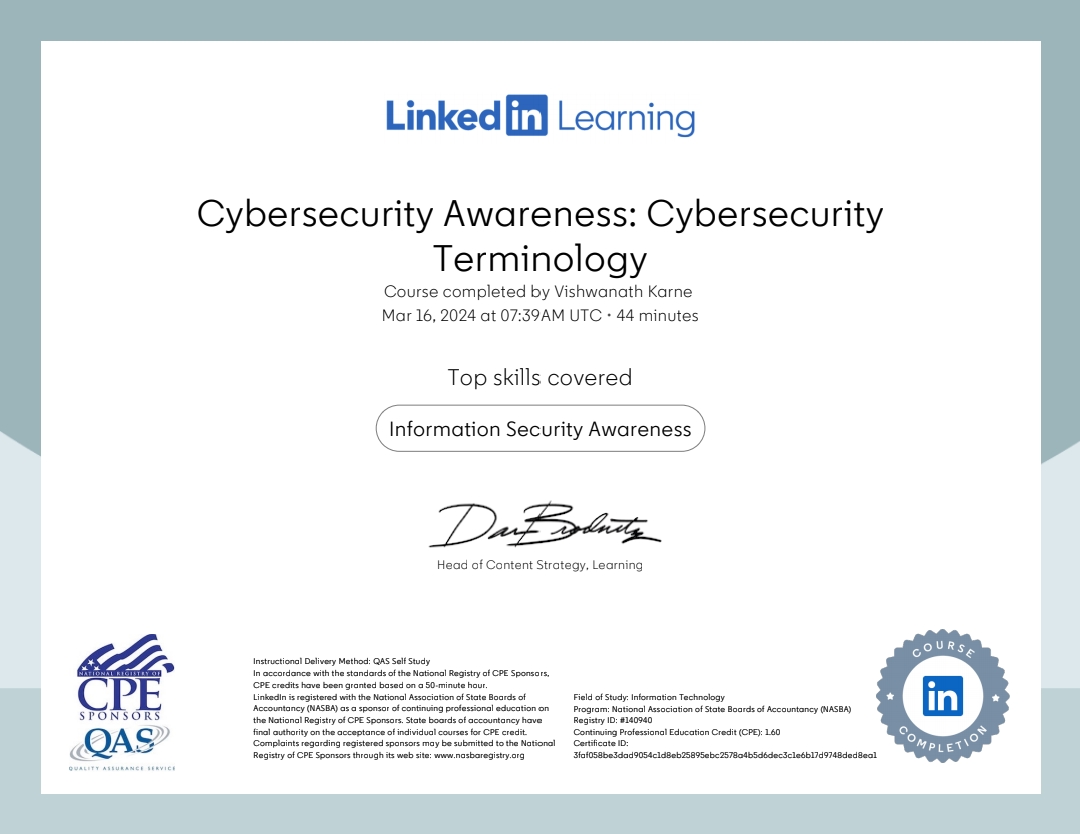 Linkedin Learning
Cybersecurity Awareness: Cybersecurity
Terminology
Course completed by Vishwanath Karne
Mar 16, 2024 at 07:39AM UTC • 44 minutes
Top skills covered
Information Security Awareness
Dan Brodnitz
Head of Content Strategy, Learning
NATIONAL REGISTRY OF
CPE
SPONSORS
QAS
QUALITY ASSURANCE SERVICE
Instructional Delivery Method: QAS Self Study
In accordance with the standards of the National Registry of CPE Sponsors,
CPE credits have been granted based on a 50-minute hour.
LinkedIn is registered with the National Association of State Boards of
Accountancy (NASBA) as a sponsor of continuing professional education on
the National Registry of CPE Sponsors. State boards of accountancy have
final authority on the acceptance of individual courses for CPE credit.
Complaints regarding registered sponsors may be submitted to the National
Registry of CPE Sponsors through its web site: www.nasbaregistry.org
Field of Study: Information Technology
Program: National Association of State Boards of Accountancy (NASBA)
Registry ID: #140940
Continuing Professional Education Credit (CPE): 1.60
Certificate ID:
3faf058be3dad9054c1d8eb25895ebc2578a4b5d6dec3c1e6b17d9748ded8ea1
COURSE
in
COMPLETION